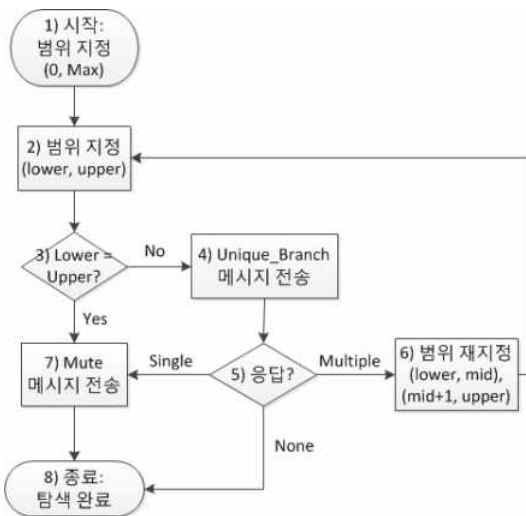 1) 시작:
범위 지정
(0, Max)
2) 범위 지정
(lower, upper)
3) Lower =
Upper?
No
4) Unique_Branch
메시지 전송
Yes
7) Mute
메시지 전송
Single
5) 응답?
Multiple
6) 범위 재지정
(lower, mid),
(mid+1, upper)
None
8) 종료:
탐색 완료